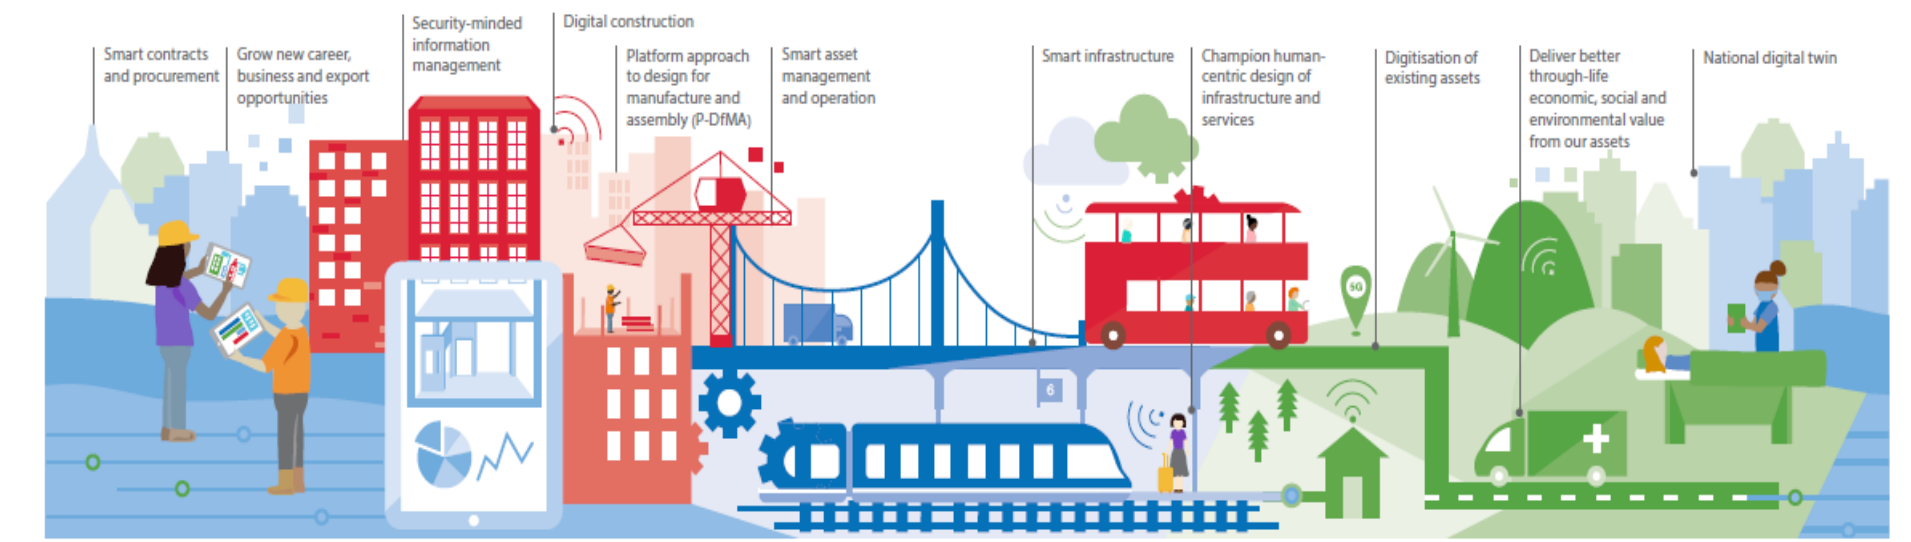 Smart contracts
and procurement
Grow new career,
business and export
opportunities
Security-minded
information
management
Digital construction
Platform approach
to design for
manufacture and
assembly (P-DfMA)
Smart asset
management
and operation
Smart infrastructure
Champion human-
centric design of
infrastructure and
services
Digitisation of
existing assets
Deliver better
through-life
economic, social and
environmental value
from our assets
National digital twin
5G
6